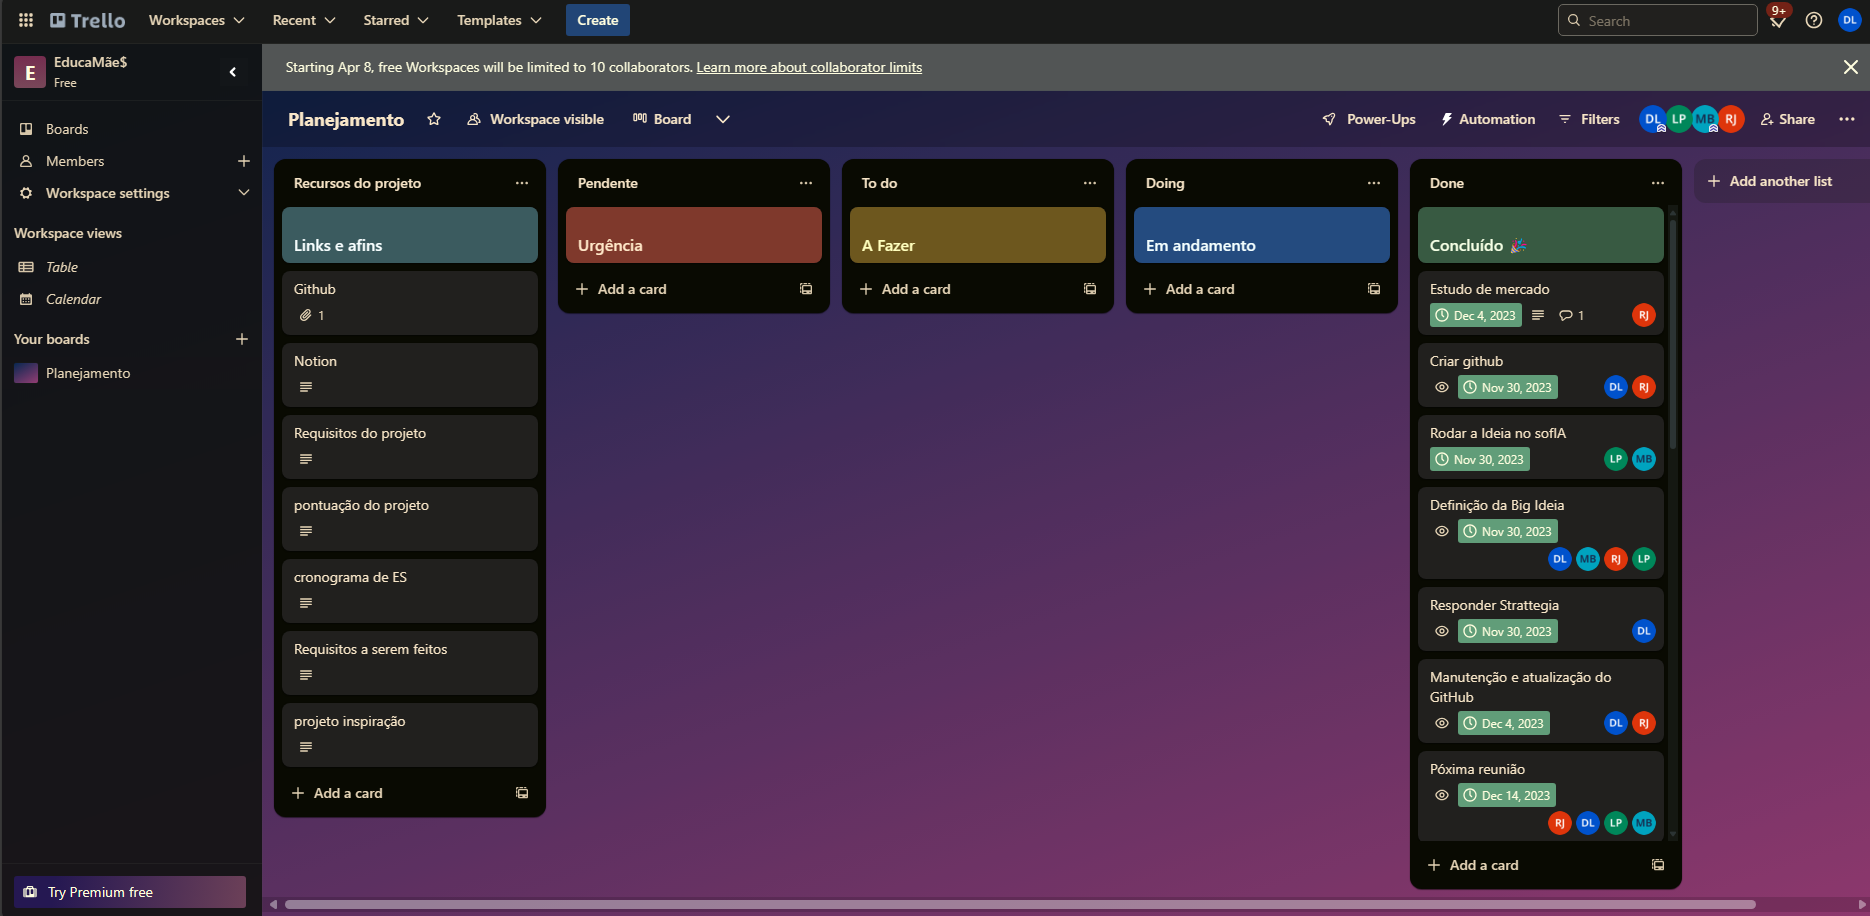 Trello
Workspaces
Recent
Starred
Templates
Create
Search
9+
DL
E
EducaMãe$
Free
Starting Apr 8, free Workspaces will be limited to 10 collaborators. Learn more about collaborator limits
Boards
Members
Workspace settings
Workspace views
Table
Calendar
Your boards
Planejamento
Try Premium free
Planejamento
Workspace visible
Board
Power-Ups
Automation
Filters
DL LP MB RJ
Share
Recursos do projeto
Links e afins
Github
1
Notion
Requisitos do projeto
pontuação do projeto
cronograma de ES
Requisitos a serem feitos
projeto inspiração
Add a card
Pendente
Urgência
Add a card
To do
A Fazer
Add a card
Doing
Em andamento
Add a card
Done
Concluído 🎉
Estudo de mercado
Dec 4, 2023 1 RJ
Criar github
Nov 30, 2023 DL RJ
Rodar a Ideia no sofIA
Nov 30, 2023 LP MB
Definição da Big Ideia
Nov 30, 2023
DL MB RJ LP
Responder Strattegia
Nov 30, 2023 DL
Manutenção e atualização do
GitHub
Dec 4, 2023 DL RJ
Póxima reunião
Dec 14, 2023
RJ DL LP MB
Add a card
Add another list